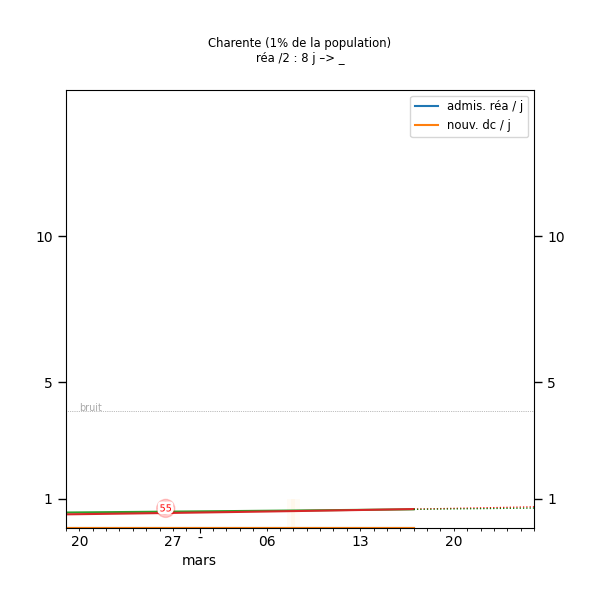 Charente (1% de la population)
réa /2 : 8 j –> _
admis. réa / j
nouv. dc / j
10
10
5
5
bruit
1
1
55
20
27
-
06
13
20
mars